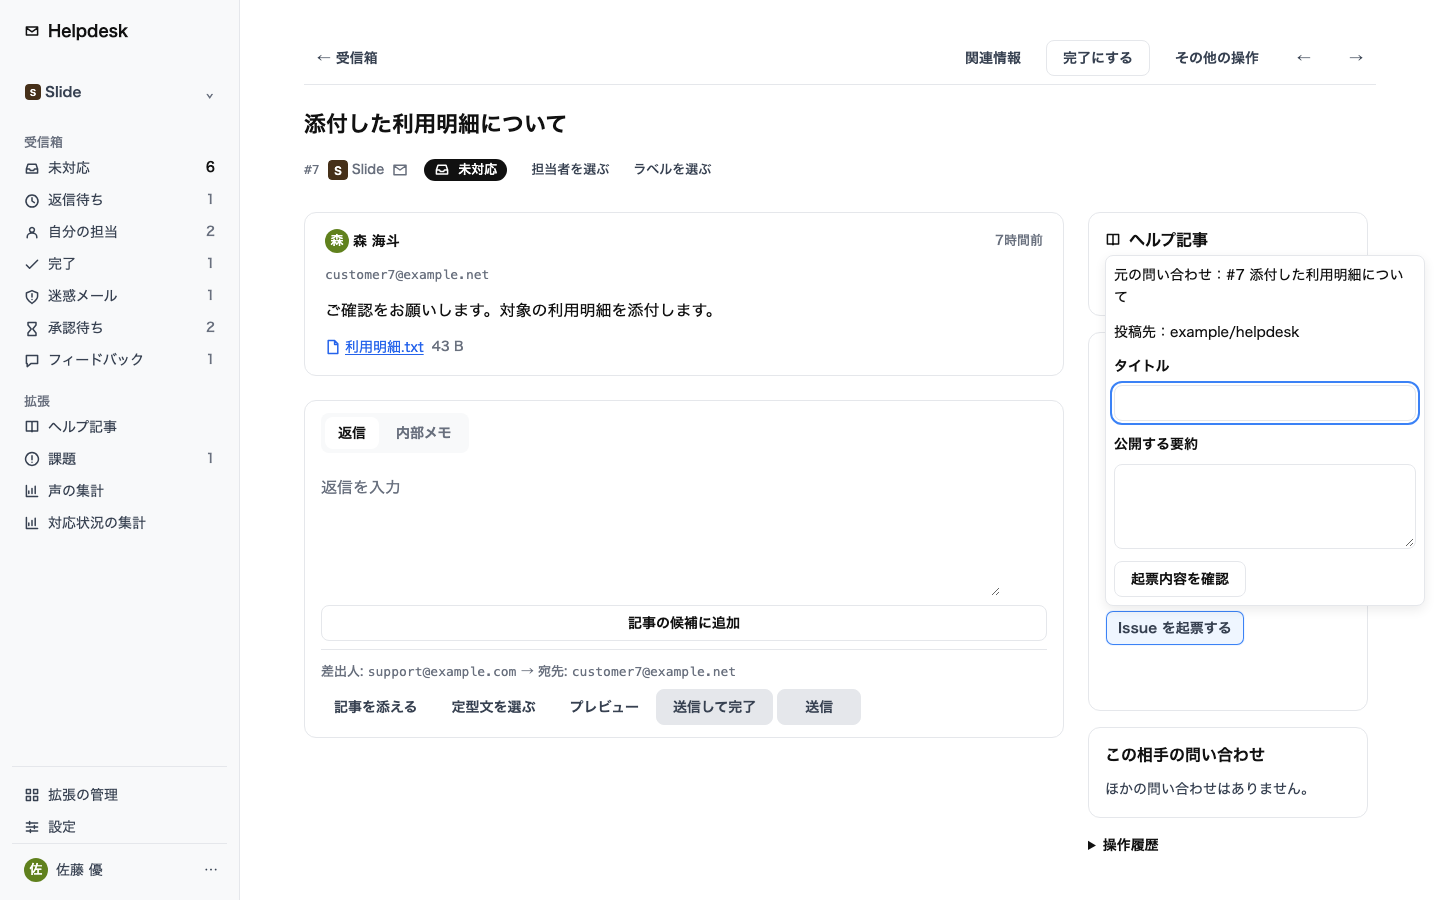 Helpdesk
S Slide
受信箱
未対応 6
返信待ち 1
自分の担当 2
完了 1
迷惑メール 1
承認待ち 2
フィードバック 1
拡張
ヘルプ記事
課題 1
声の集計
対応状況の集計
拡張の管理
設定
佐 佐藤 優 …
← 受信箱 関連情報 完了にする その他の操作 ← →
添付した利用明細について
#7 S Slide 未対応 担当者を選ぶ ラベルを選ぶ
森 森 海斗 7時間前
customer7@example.net
ご確認をお願いします。対象の利用明細を添付します。
利用明細.txt 43 B
返信 内部メモ
返信を入力
記事の候補に追加
差出人: support@example.com → 宛先: customer7@example.net
記事を添える 定型文を選ぶ プレビュー 送信して完了 送信
ヘルプ記事
元の問い合わせ：#7 添付した利用明細につい
て
投稿先：example/helpdesk
タイトル
公開する要約
起票内容を確認
Issue を起票する
この相手の問い合わせ
ほかの問い合わせはありません。
▶ 操作履歴